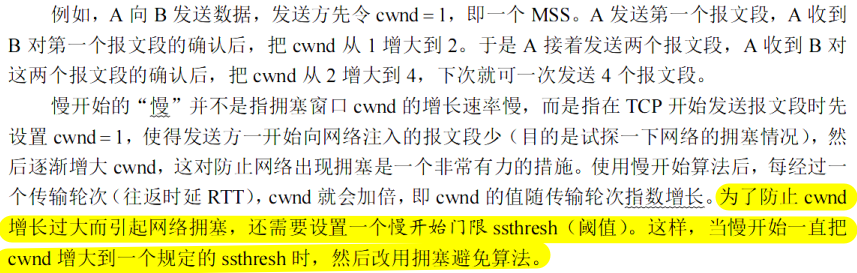 例如，A 向 B 发送数据，发送方先令 cwnd = 1，即一个 MSS。A 发送第一个报文段，A 收到
B 对第一个报文段的确认后，把 cwnd 从 1 增大到 2。于是 A 接着发送两个报文段，A 收到 B 对
这两个报文段的确认后，把 cwnd 从 2 增大到 4，下次就可一次发送 4 个报文段。
慢开始的“慢”并不是指拥塞窗口 cwnd 的增长速率慢，而是指在 TCP 开始发送报文段时先
设置 cwnd = 1，使得发送方一开始向网络注入的报文段少（目的是试探一下网络的拥塞情况），然
后逐渐增大 cwnd，这对防止网络出现拥塞是一个非常有力的措施。使用慢开始算法后，每经过一
个传输轮次（往返时延 RTT），cwnd 就会加倍，即 cwnd 的值随传输轮次指数增长。为了防止 cwnd
增长过大而引起网络拥塞，还需要设置一个慢开始门限 ssthresh（阈值）。这样，当慢开始一直把
cwnd 增大到一个规定的 ssthresh 时，然后改用拥塞避免算法。